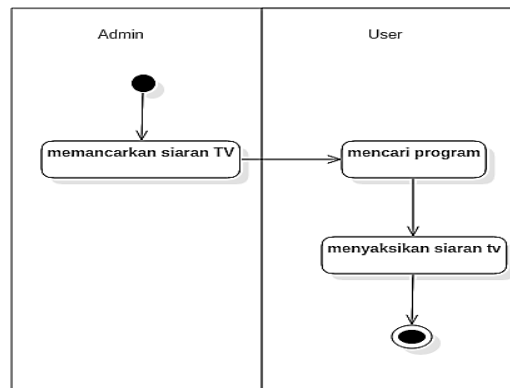 Admin
User
memancarkan siaran TV
mencari program
menyaksikan siaran tv